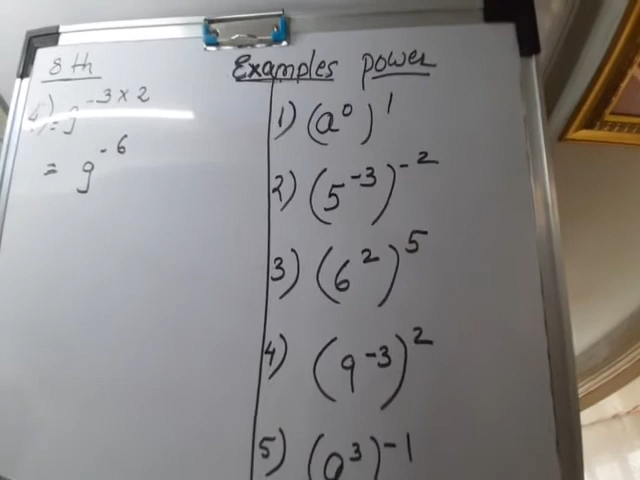 8th
4) = 9^-3×2
= 9^-6
Examples power
1) (a^0)^1
2) (5^-3)^-2
3) (6^2)^5
4) (9^-3)^2
5) (a^3)^-1